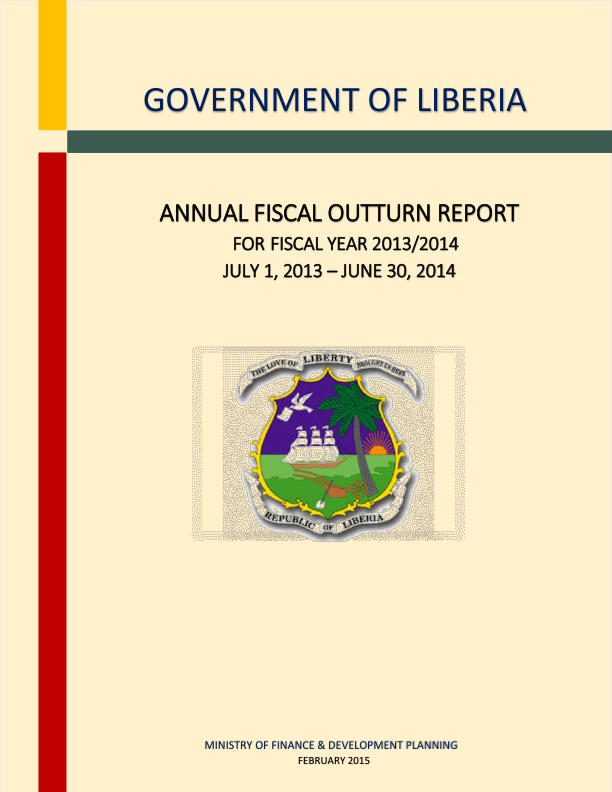 GOVERNMENT OF LIBERIA
ANNUAL FISCAL OUTTURN REPORT
FOR FISCAL YEAR 2013/2014
JULY 1, 2013 – JUNE 30, 2014
THE LOVE OF LIBERTY BROUGHT US HERE
REPUBLIC OF LIBERIA
MINISTRY OF FINANCE & DEVELOPMENT PLANNING
FEBRUARY 2015